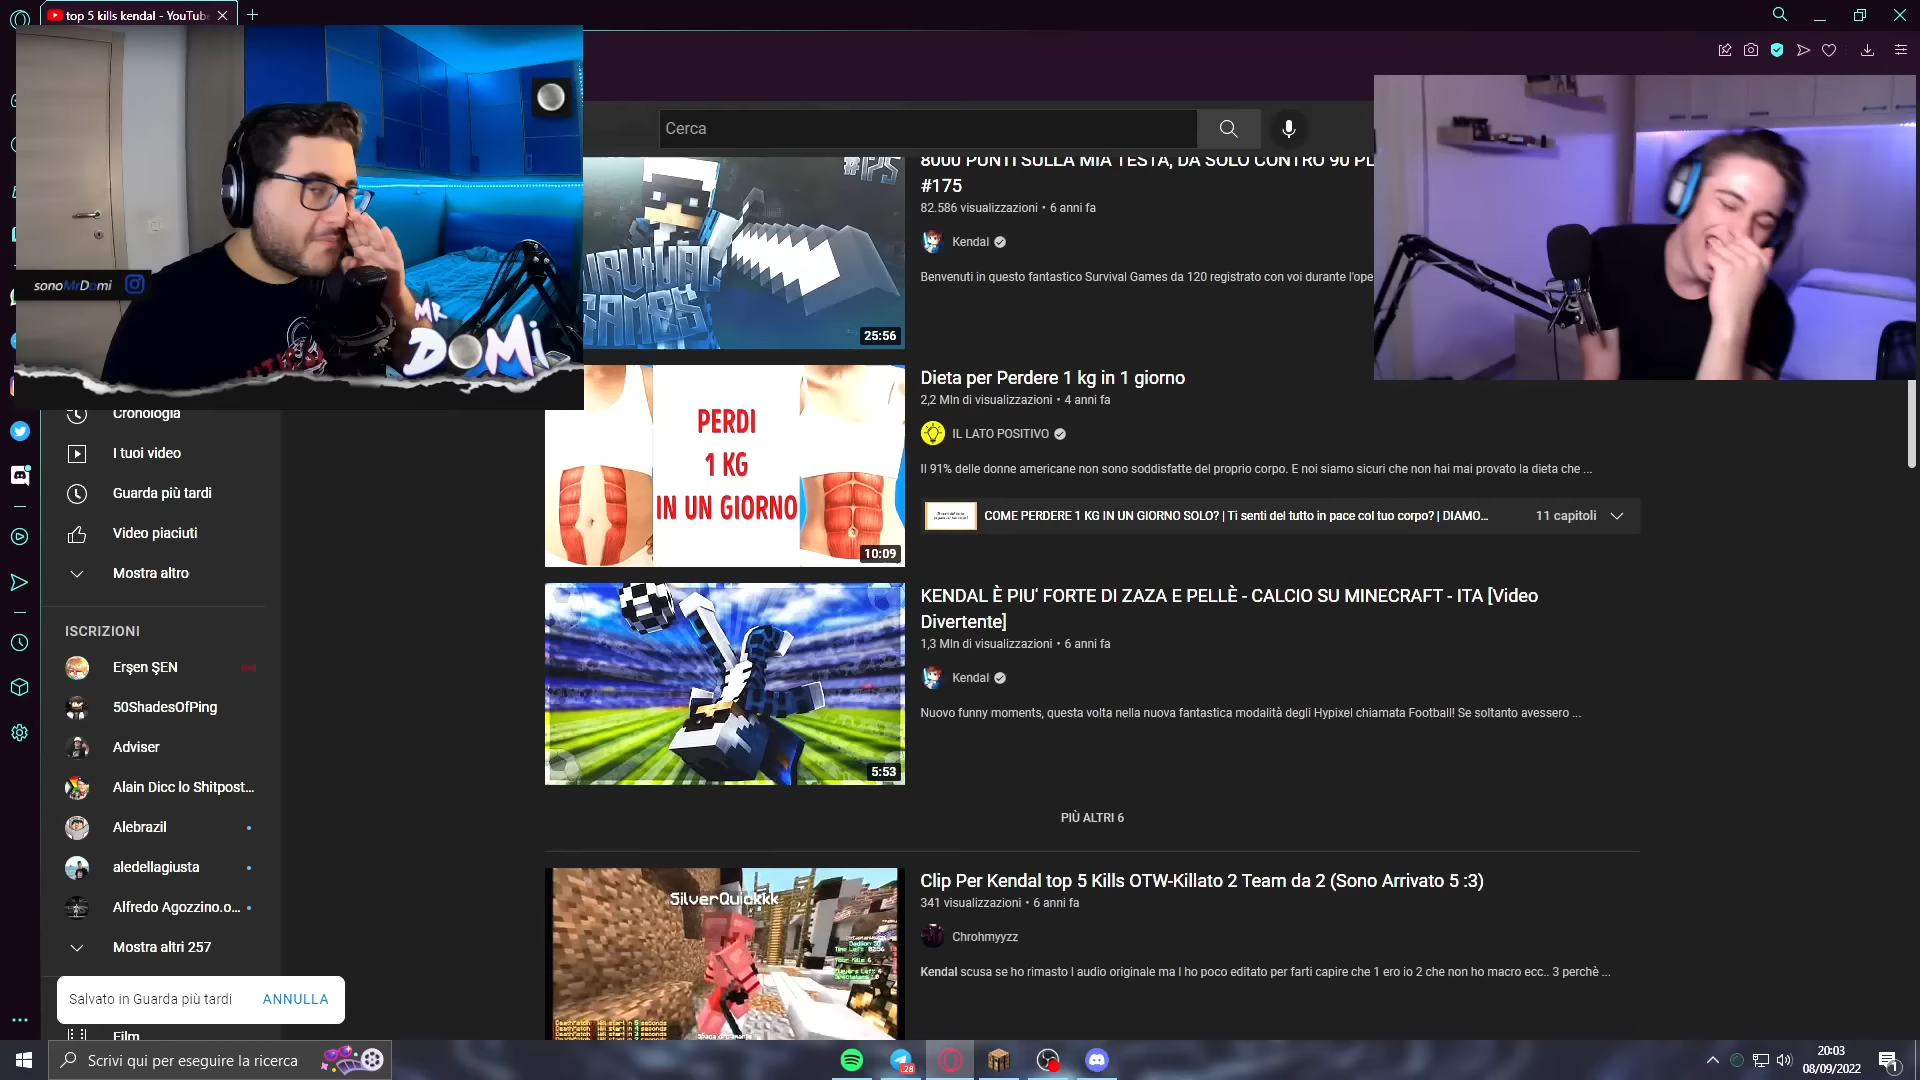 top 5 kills kendal - YouTub
Cerca
8000 PUNTI SULLA MIA TESTA, DA SOLO CONTRO 90 PL
#175
82.586 visualizzazioni • 6 anni fa
Kendal
Benvenuti in questo fantastico Survival Games da 120 registrato con voi durante l'ope
25:56
sonoMrDomi
MR
DOMi
Dieta per Perdere 1 kg in 1 giorno
2,2 Mln di visualizzazioni • 4 anni fa
IL LATO POSITIVO
Il 91% delle donne americane non sono soddisfatte del proprio corpo. E noi siamo sicuri che non hai mai provato la dieta che ...
COME PERDERE 1 KG IN UN GIORNO SOLO? | Ti senti del tutto in pace col tuo corpo? | DIAMO...
11 capitoli
PERDI
1 KG
IN UN GIORNO
10:09
KENDAL È PIU' FORTE DI ZAZA E PELLÈ - CALCIO SU MINECRAFT - ITA [Video
Divertente]
1,3 Mln di visualizzazioni • 6 anni fa
Kendal
Nuovo funny moments, questa volta nella nuova fantastica modalità degli Hypixel chiamata Football! Se soltanto avessero ...
5:53
PIÙ ALTRI 6
Clip Per Kendal top 5 Kills OTW-Killato 2 Team da 2 (Sono Arrivato 5 :3)
341 visualizzazioni • 6 anni fa
Chrohmyyzz
Kendal scusa se ho rimasto l audio originale ma l ho poco editato per farti capire che 1 ero io 2 che non ho macro ecc.. 3 perchè ...
SilverQuickkk
Cronologia
I tuoi video
Guarda più tardi
Video piaciuti
Mostra altro
ISCRIZIONI
Erşen ŞEN
50ShadesOfPing
Adviser
Alain Dicc lo Shitpost...
Alebrazil
aledellagiusta
Alfredo Agozzino.o...
Mostra altri 257
Salvato in Guarda più tardi
ANNULLA
Film
Scrivi qui per eseguire la ricerca
28
20:03
08/09/2022
1